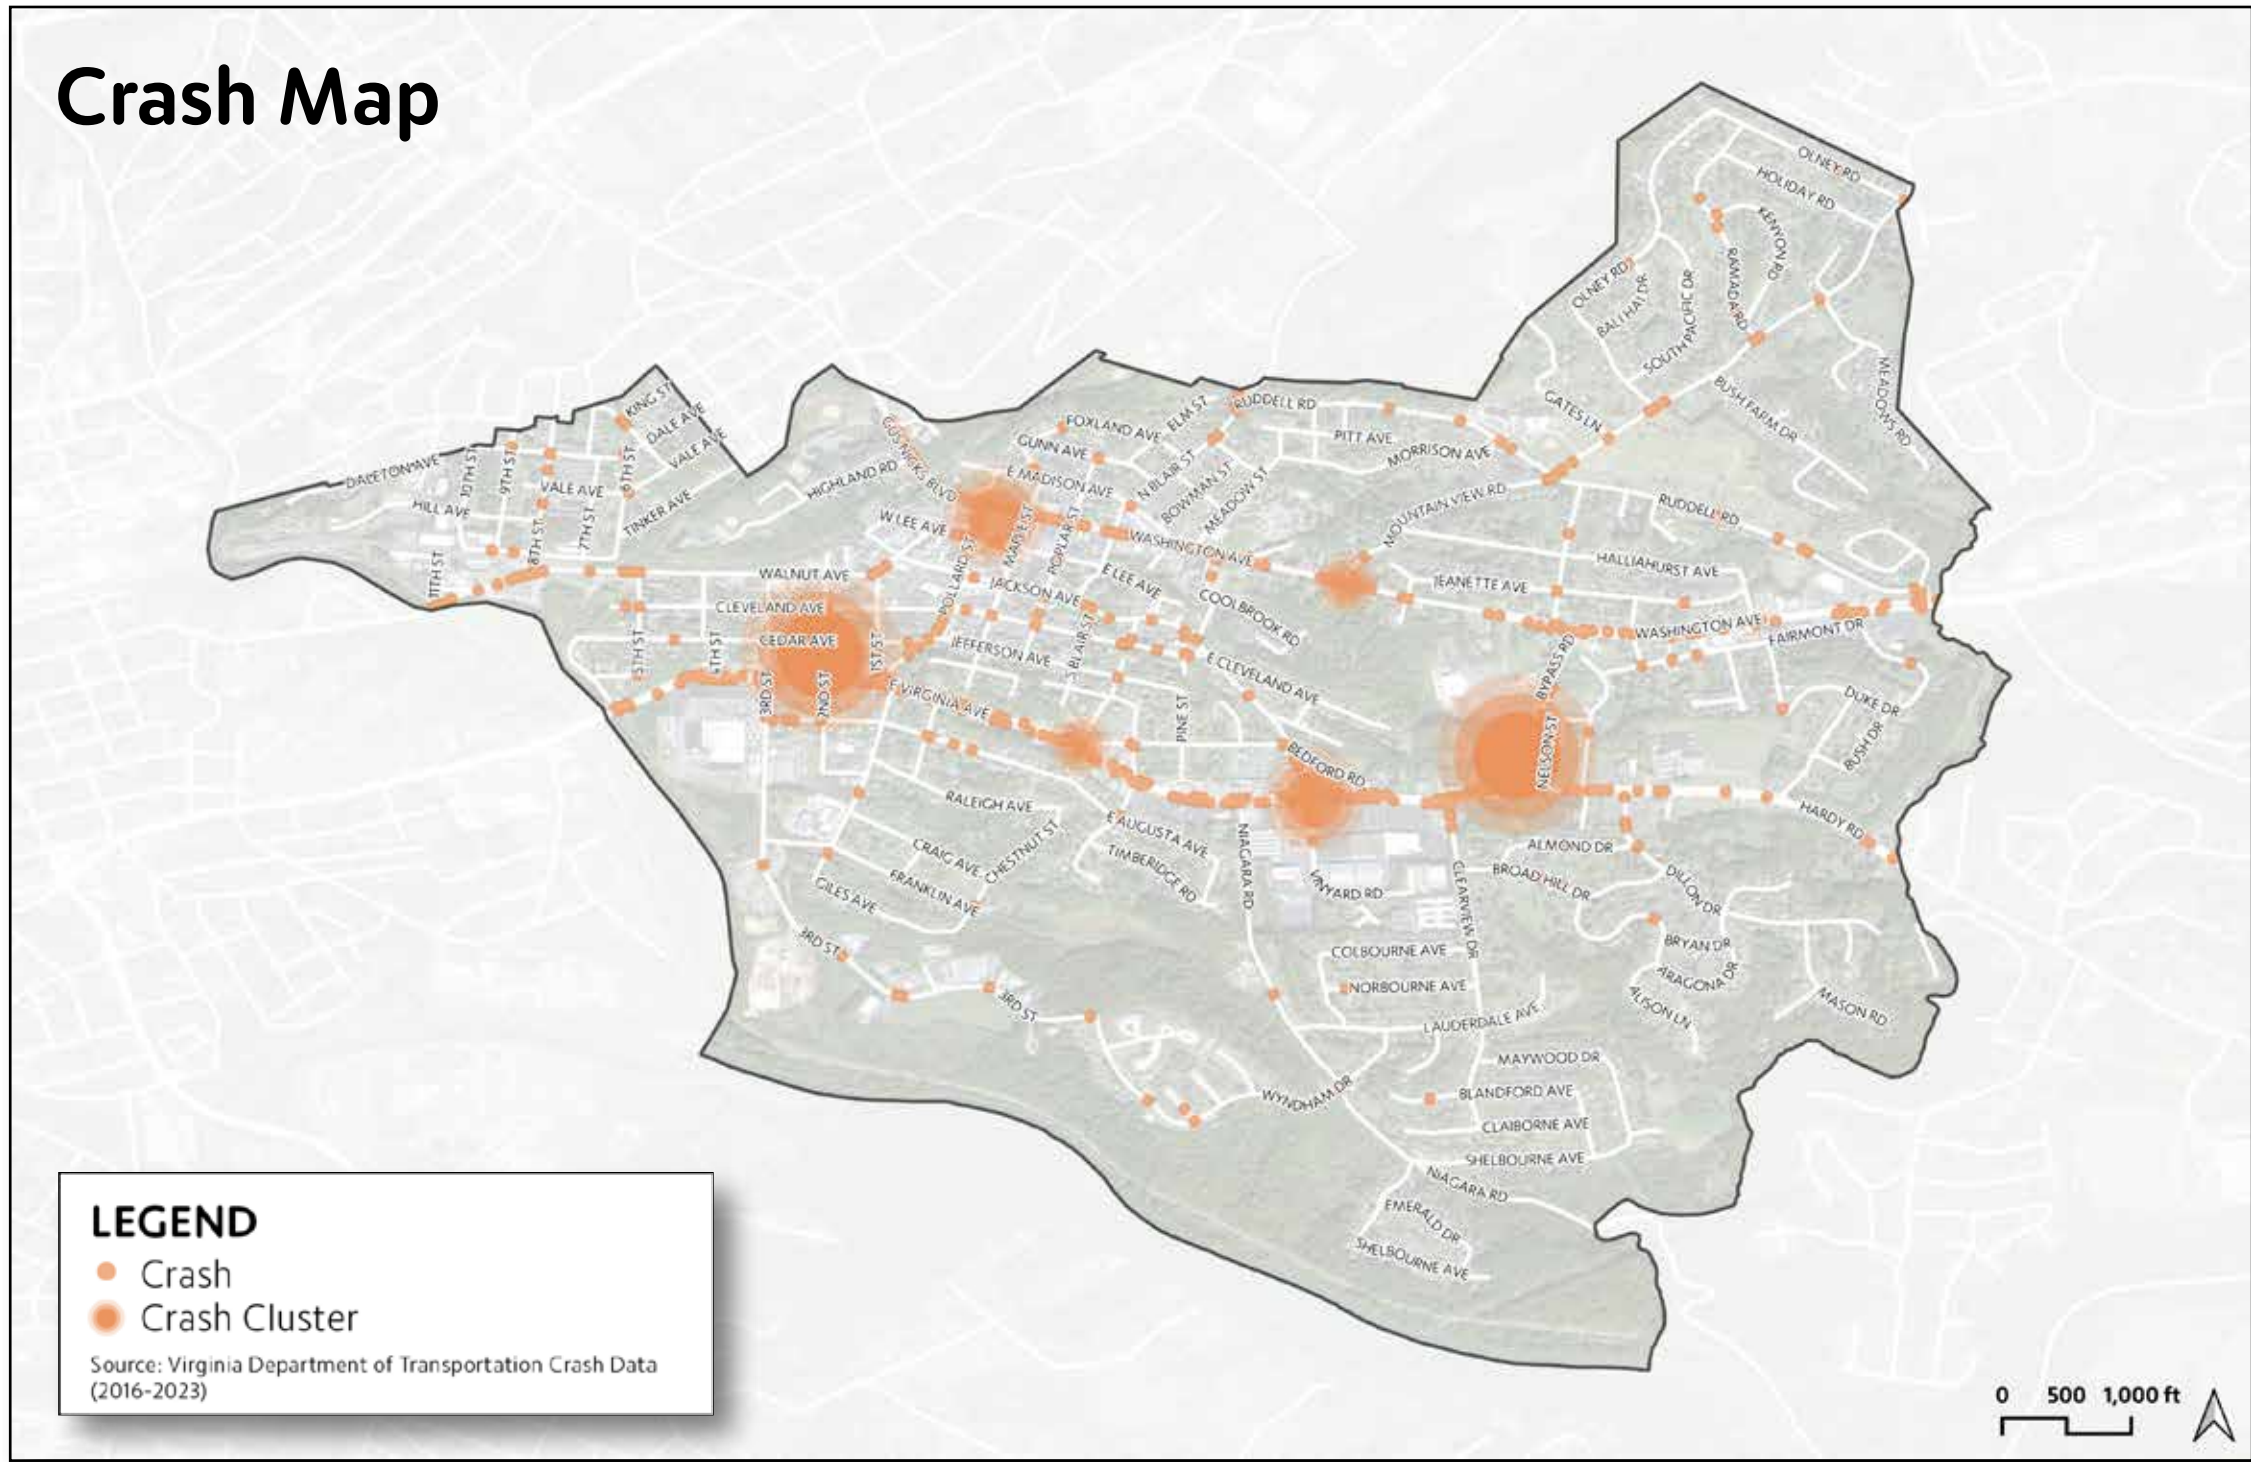 Crash Map
OLNEY RD
HOLIDAY RD
KENYON RD
RAMADA RD
OLNEY RD
BALI HAI DR
SOUTH PACIFIC DR
MEADOWS RD
BUSH FARM DR
GATES LN
KING ST
DALE AVE
VALE AVE
GUS NICKS BLVD
FOXLAND AVE
ELM ST
RUDDELL RD
GUNN AVE
PITT AVE
MORRISON AVE
DALETON AVE
10TH ST
9TH ST
6TH ST
HIGHLAND RD
E MADISON AVE
N BLAIR ST
BOWMAN ST
MEADOW ST
MOUNTAIN VIEW RD
RUDDELL RD
HILL AVE
VALE AVE
TINKER AVE
8TH ST
7TH ST
W LEE AVE
MAPLE ST
POPLAR ST
WASHINGTON AVE
HALLIAHURST AVE
11TH ST
WALNUT AVE
POLLARD ST
JACKSON AVE
E LEE AVE
JEANETTE AVE
CLEVELAND AVE
COOLBROOK RD
CEDAR AVE
5TH ST
4TH ST
1ST ST
JEFFERSON AVE
S BLAIR ST
E CLEVELAND AVE
BYPASS RD
WASHINGTON AVE
FAIRMONT DR
3RD ST
2ND ST
E VIRGINIA AVE
PINE ST
DUKE DR
BUSH DR
NELSON ST
BEDFORD RD
RALEIGH AVE
E AUGUSTA AVE
HARDY RD
CRAIG AVE
CHESTNUT ST
TIMBERIDGE RD
NIAGARA RD
ALMOND DR
BROAD HILL DR
DILLON DR
GILES AVE
FRANKLIN AVE
VINYARD RD
CLEARVIEW DR
3RD ST
COLBOURNE AVE
BRYAN DR
ARAGONA DR
NORBOURNE AVE
ALISON LN
MASON RD
3RD ST
LAUDERDALE AVE
MAYWOOD DR
WYNDHAM DR
BLANDFORD AVE
CLAIBORNE AVE
SHELBOURNE AVE
NIAGARA RD
EMERALD DR
SHELBOURNE AVE
LEGEND
Crash
Crash Cluster
Source: Virginia Department of Transportation Crash Data
(2016-2023)
0 500 1,000 ft